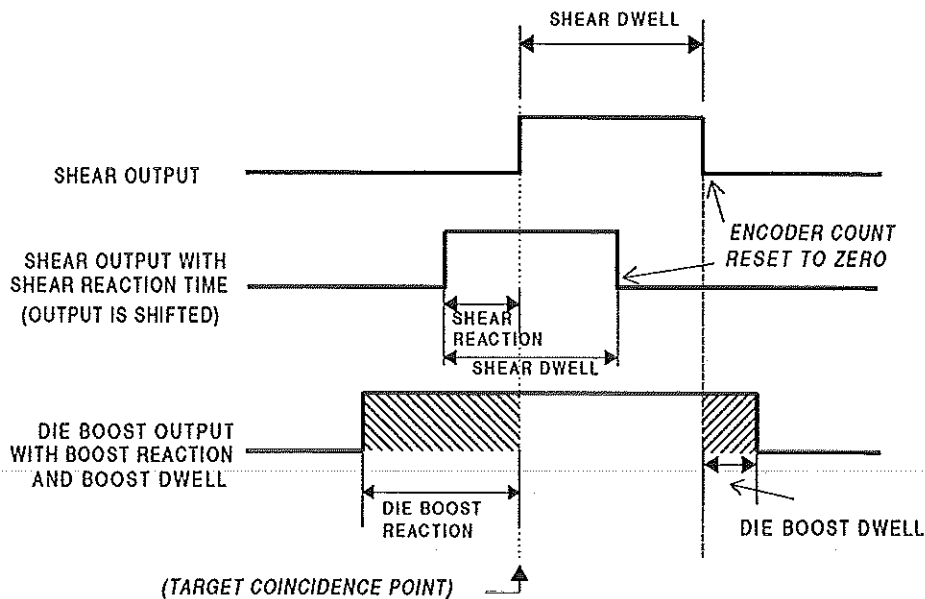 SHEAR DWELL
SHEAR OUTPUT
ENCODER COUNT
RESET TO ZERO
SHEAR OUTPUT WITH
SHEAR REACTION TIME
(OUTPUT IS SHIFTED)
SHEAR
REACTION
SHEAR DWELL
DIE BOOST OUTPUT
WITH BOOST REACTION
AND BOOST DWELL
DIE BOOST
REACTION
DIE BOOST DWELL
(TARGET COINCIDENCE POINT)